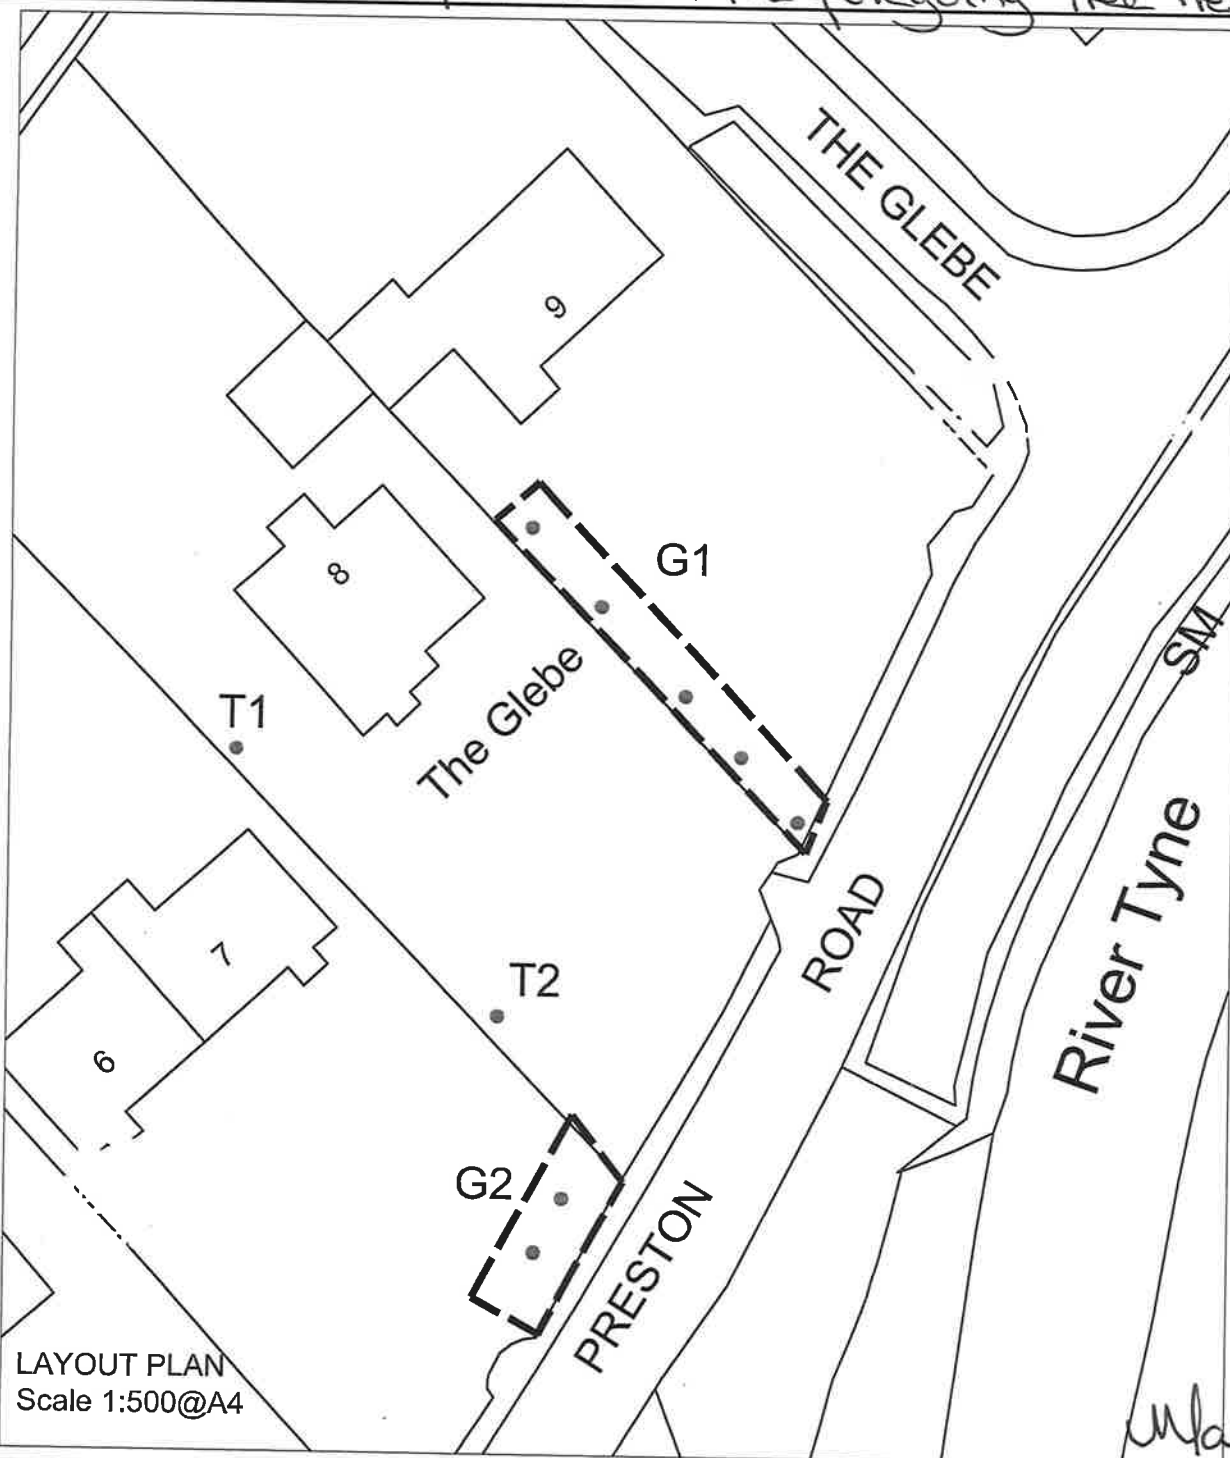 THE GLEBE
9
G1
8
The Glebe
SM
T1
River Tyne
ROAD
7
T2
6
G2
PRESTON
LAYOUT PLAN
Scale 1:500@A4